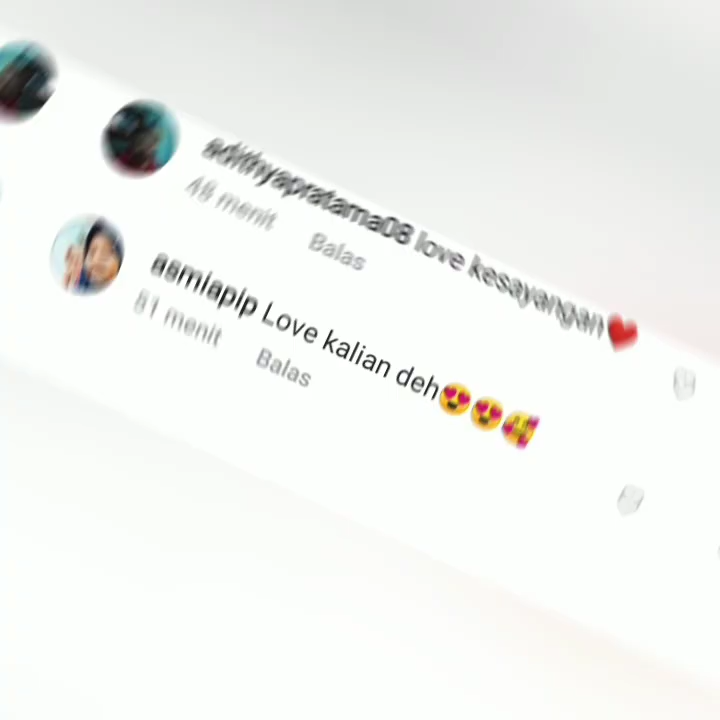 adithyapratama08 love kesayangan❤️
48 menit Balas
asmiapip Love kalian deh😍😍🥰
51 menit Balas